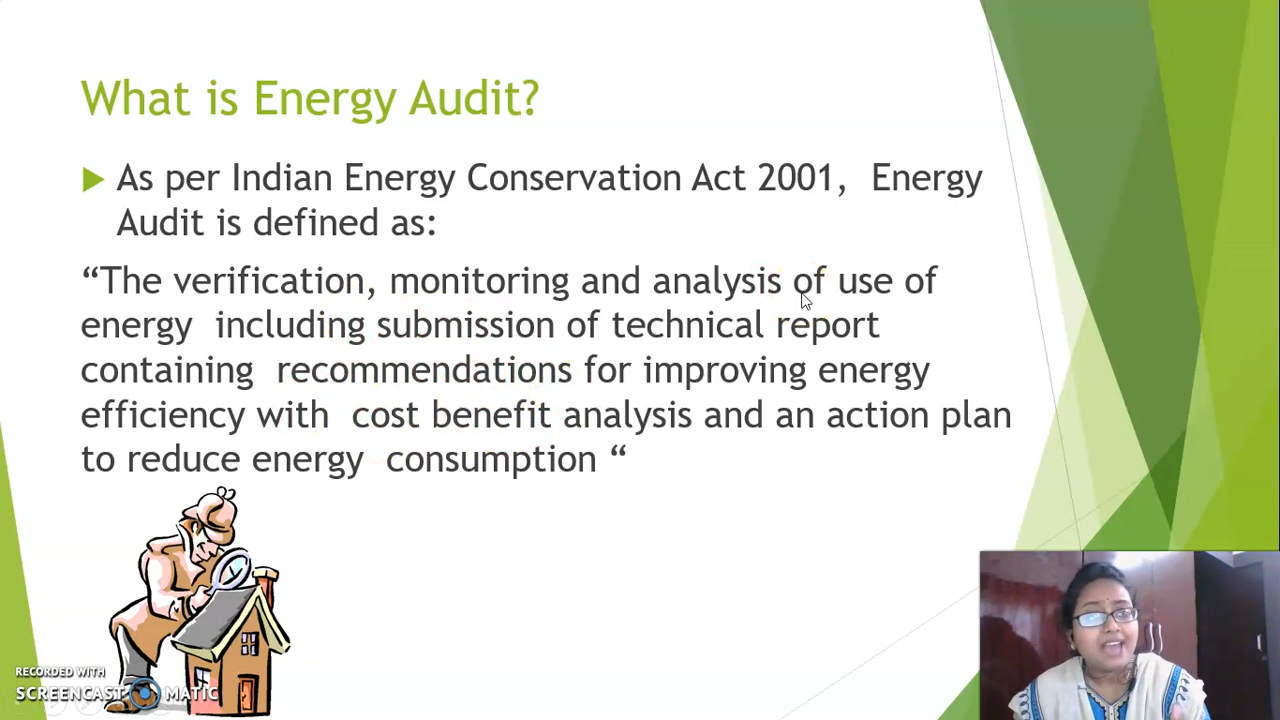 What is Energy Audit?
As per Indian Energy Conservation Act 2001, Energy
Audit is defined as:
“The verification, monitoring and analysis of use of
energy including submission of technical report
containing recommendations for improving energy
efficiency with cost benefit analysis and an action plan
to reduce energy consumption “
RECORDED WITH
SCREENCAST MATIC